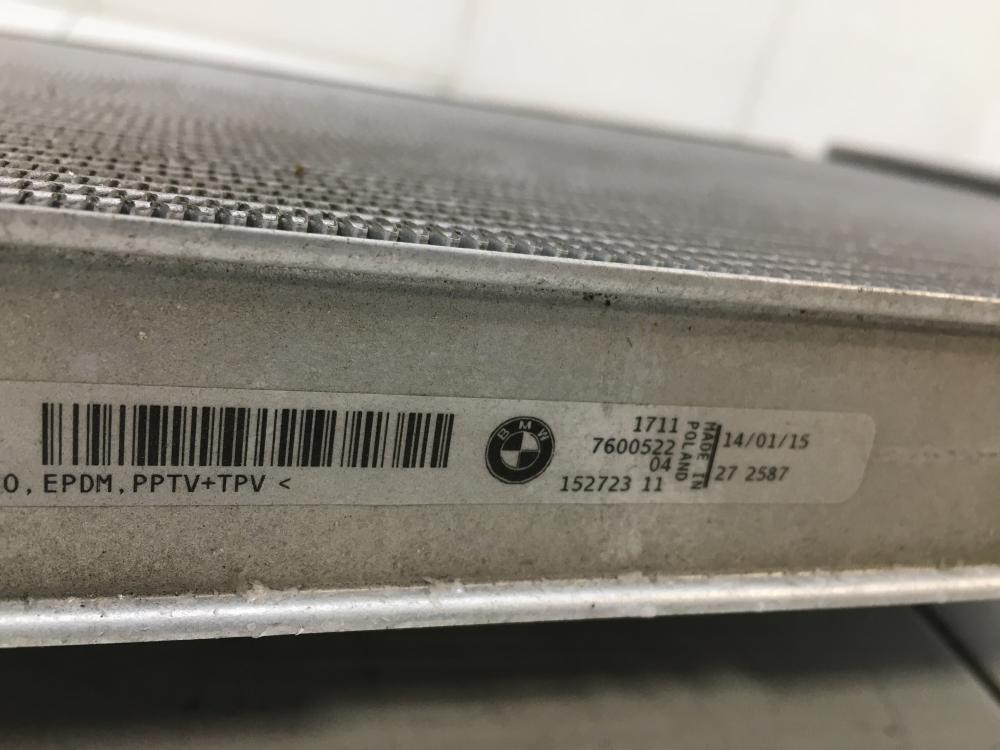 O, EPDM, PPTV+TPV <
BMW
1711
7600522
04
152723 11
MADE IN
POLAND
14/01/15
27 2587